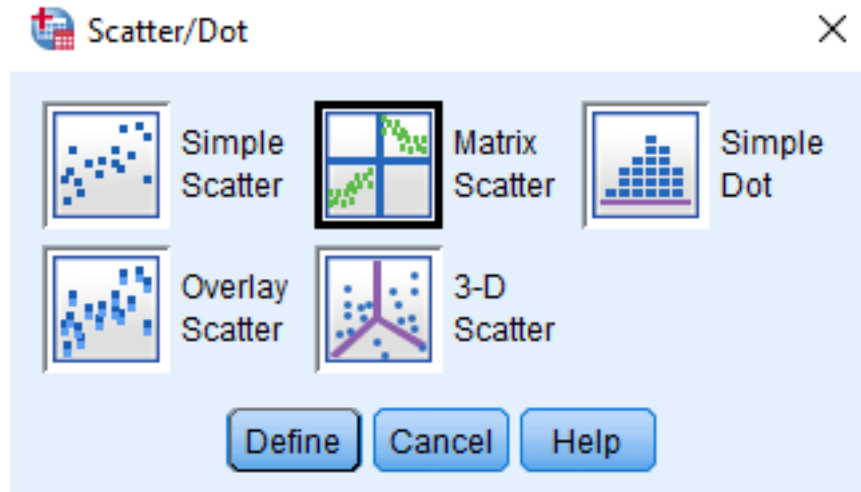 Scatter/Dot
Simple
Scatter
Matrix
Scatter
Simple
Dot
Overlay
Scatter
3-D
Scatter
Define
Cancel
Help